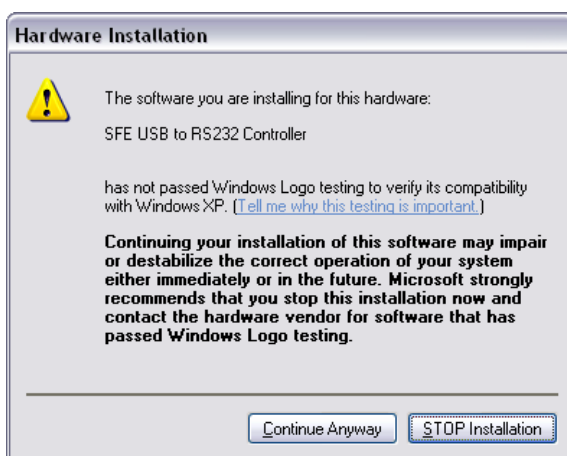 Hardware Installation
The software you are installing for this hardware:
SFE USB to RS232 Controller
has not passed Windows Logo testing to verify its compatibility
with Windows XP. (Tell me why this testing is important.)
Continuing your installation of this software may impair
or destabilize the correct operation of your system
either immediately or in the future. Microsoft strongly
recommends that you stop this installation now and
contact the hardware vendor for software that has
passed Windows Logo testing.
Continue Anyway
STOP Installation